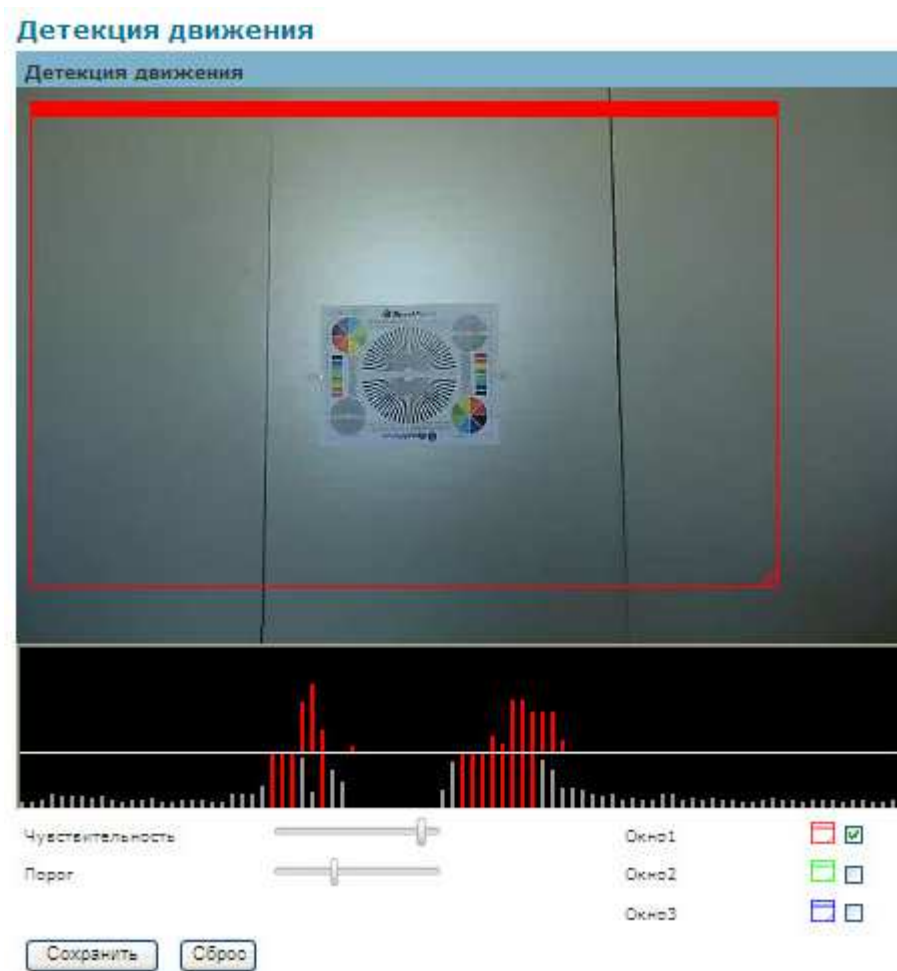 Детекция движения
Детекция движения
Чувствительность
Окно1
Порог
Окно2
Окно3
Сохранить
Сброс